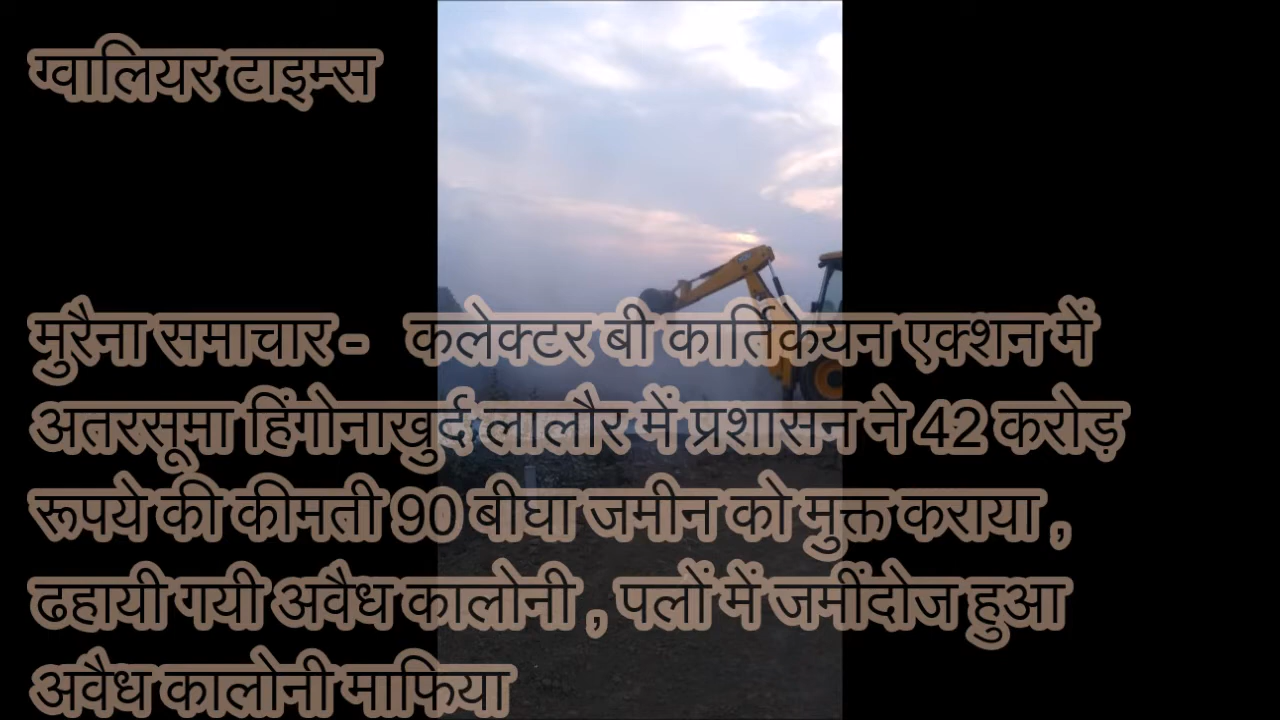 ग्वालियर टाइम्स
मुरैना समाचार - कलेक्टर बी कार्तिकेयन एक्शन में
अतरसूमा हिंगोनाखुर्द लालौर में प्रशासन ने 42 करोड़
रूपये की कीमती 90 बीघा जमीन को मुक्त कराया ,
ढहायी गयी अवैध कालोनी , पलों में जमींदोज हुआ
अवैध कालोनी माफिया